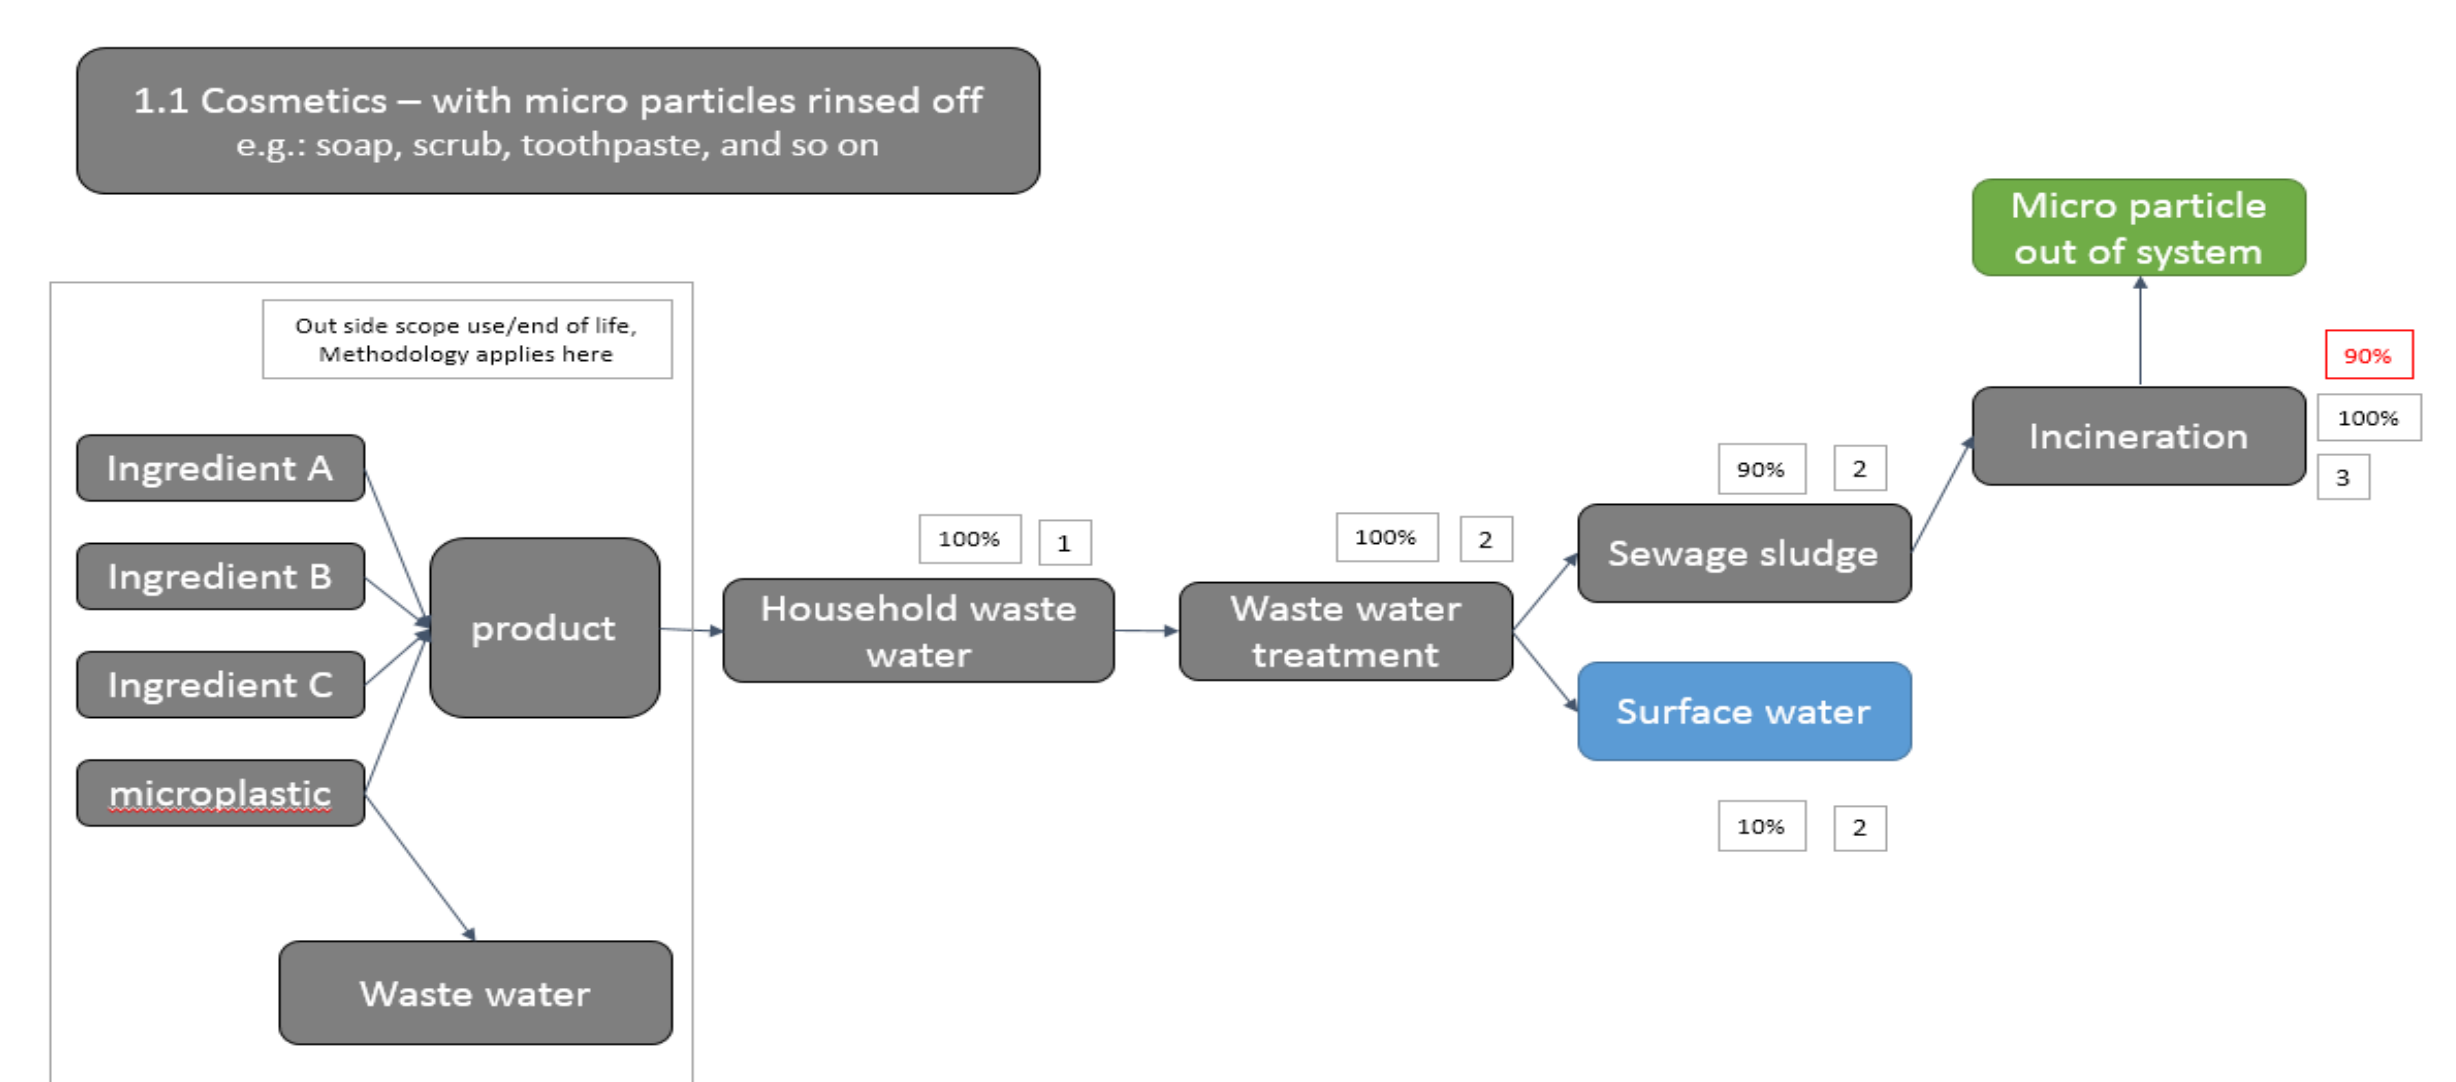 1.1 Cosmetics – with micro particles rinsed off
e.g.: soap, scrub, toothpaste, and so on
Micro particle
out of system
Out side scope use/end of life,
Methodology applies here
90%
100%
3
Incineration
Ingredient A
Ingredient B
Ingredient C
microplastic
product
Waste water
100%
1
Household waste
water
100%
2
Waste water
treatment
90%
2
Sewage sludge
Surface water
10%
2